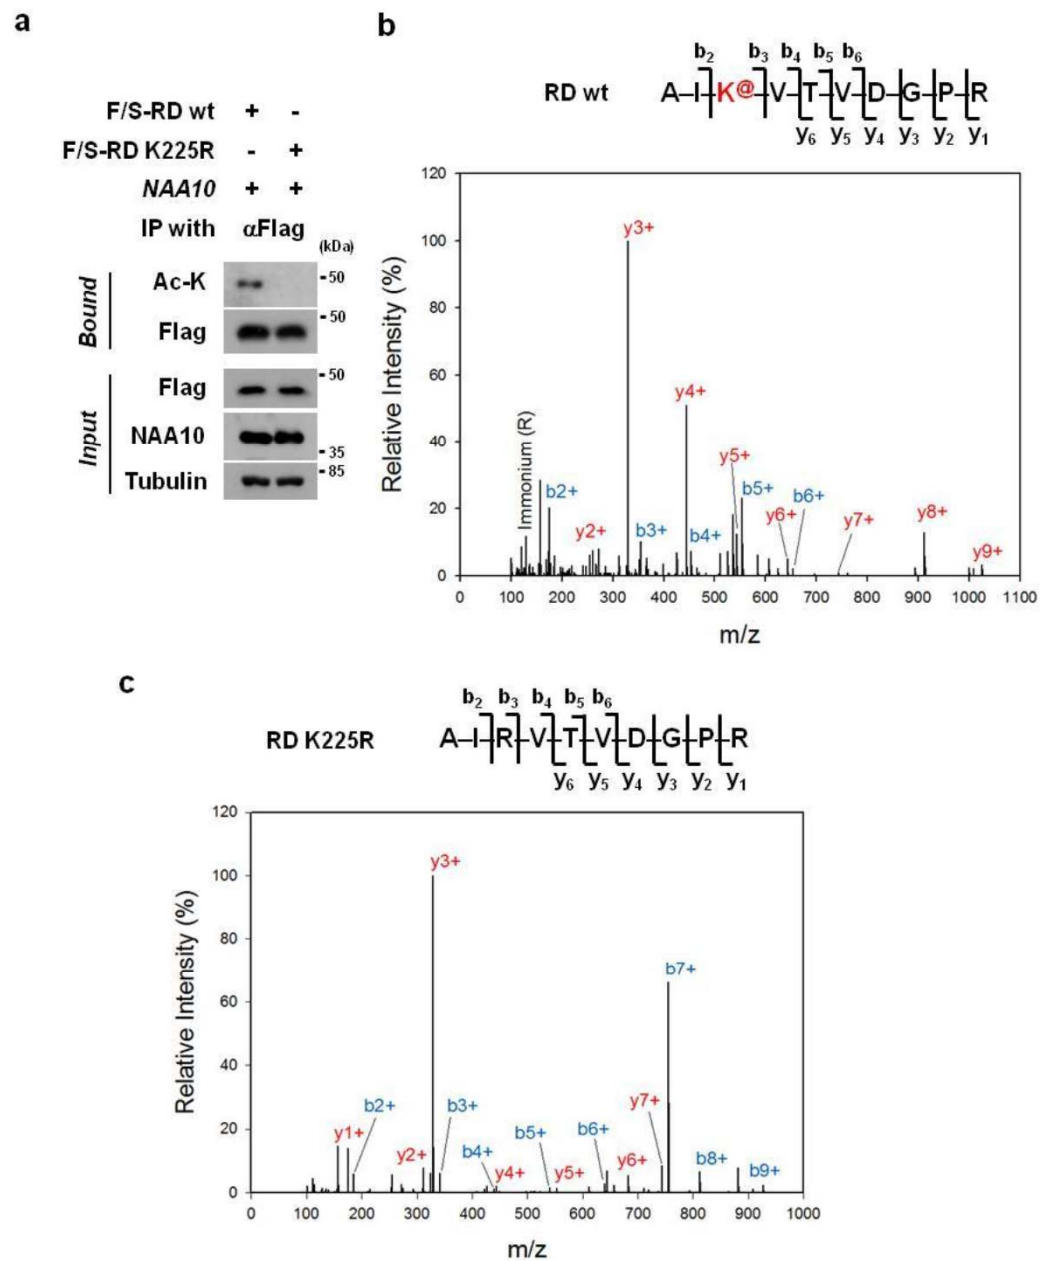 a
F/S-RD wt + -
F/S-RD K225R - +
NAA10 + +
IP with αFlag
(kDa)
Bound
Ac-K - 50
Flag - 50
Input
Flag - 50
NAA10 - 35
Tubulin - 85
b
b2 b3 b4 b5 b6
RD wt A-I-K@-V-T-V-D-G-P-R
y6 y5 y4 y3 y2 y1
Relative Intensity (%)
120
100
80
60
40
20
0
y3+
y4+
Immonium (R)
y5+
b2+
b5+
b6+
y6+
y7+
y8+
y2+
b3+
b4+
y9+
0 100 200 300 400 500 600 700 800 900 1000 1100
m/z
c
b2 b3 b4 b5 b6
RD K225R A-I-R-V-T-V-D-G-P-R
y6 y5 y4 y3 y2 y1
Relative Intensity (%)
120
100
80
60
40
20
0
y3+
b7+
b2+
b3+
y7+
y1+
b5+
b6+
y2+
b4+
y4+
y5+
y6+
b8+
b9+
0 100 200 300 400 500 600 700 800 900 1000
m/z